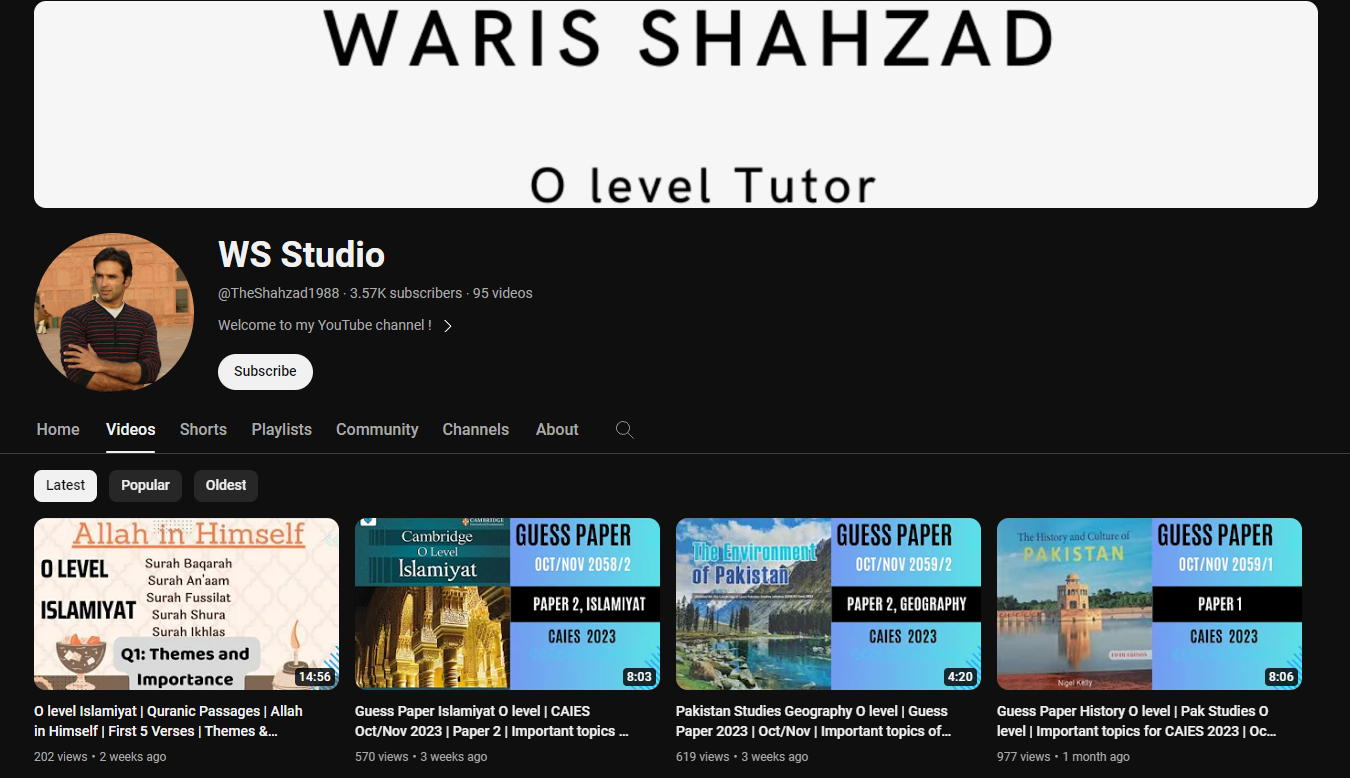 WARIS SHAHZAD
O level Tutor
WS Studio
@TheShahzad1988 · 3.57K subscribers · 95 videos
Welcome to my YouTube channel !
Subscribe
Home Videos Shorts Playlists Community Channels About
Latest Popular Oldest
Allah in Himself
O LEVEL
ISLAMIYAT
Surah Baqarah
Surah An'aam
Surah Fussilat
Surah Shura
Surah Ikhlas
Q1: Themes and
Importance
14:56
CAMBRIDGE
Cambridge
O Level
Islamiyat
GUESS PAPER
OCT/NOV 2058/2
PAPER 2, ISLAMIYAT
CAIES 2023
8:03
The Environment
of Pakistan
GUESS PAPER
OCT/NOV 2059/2
PAPER 2, GEOGRAPHY
CAIES 2023
4:20
The History and Culture of
PAKISTAN
FIFTH EDITION
Nigel Kelly
GUESS PAPER
OCT/NOV 2059/1
PAPER 1
CAIES 2023
8:06
O level Islamiyat | Quranic Passages | Allah
in Himself | First 5 Verses | Themes &...
202 views • 2 weeks ago
Guess Paper Islamiyat O level | CAIES
Oct/Nov 2023 | Paper 2 | Important topics ...
570 views • 3 weeks ago
Pakistan Studies Geography O level | Guess
Paper 2023 | Oct/Nov | Important topics of...
619 views • 3 weeks ago
Guess Paper History O level | Pak Studies O
level | Important topics for CAIES 2023 | Oc...
977 views • 1 month ago